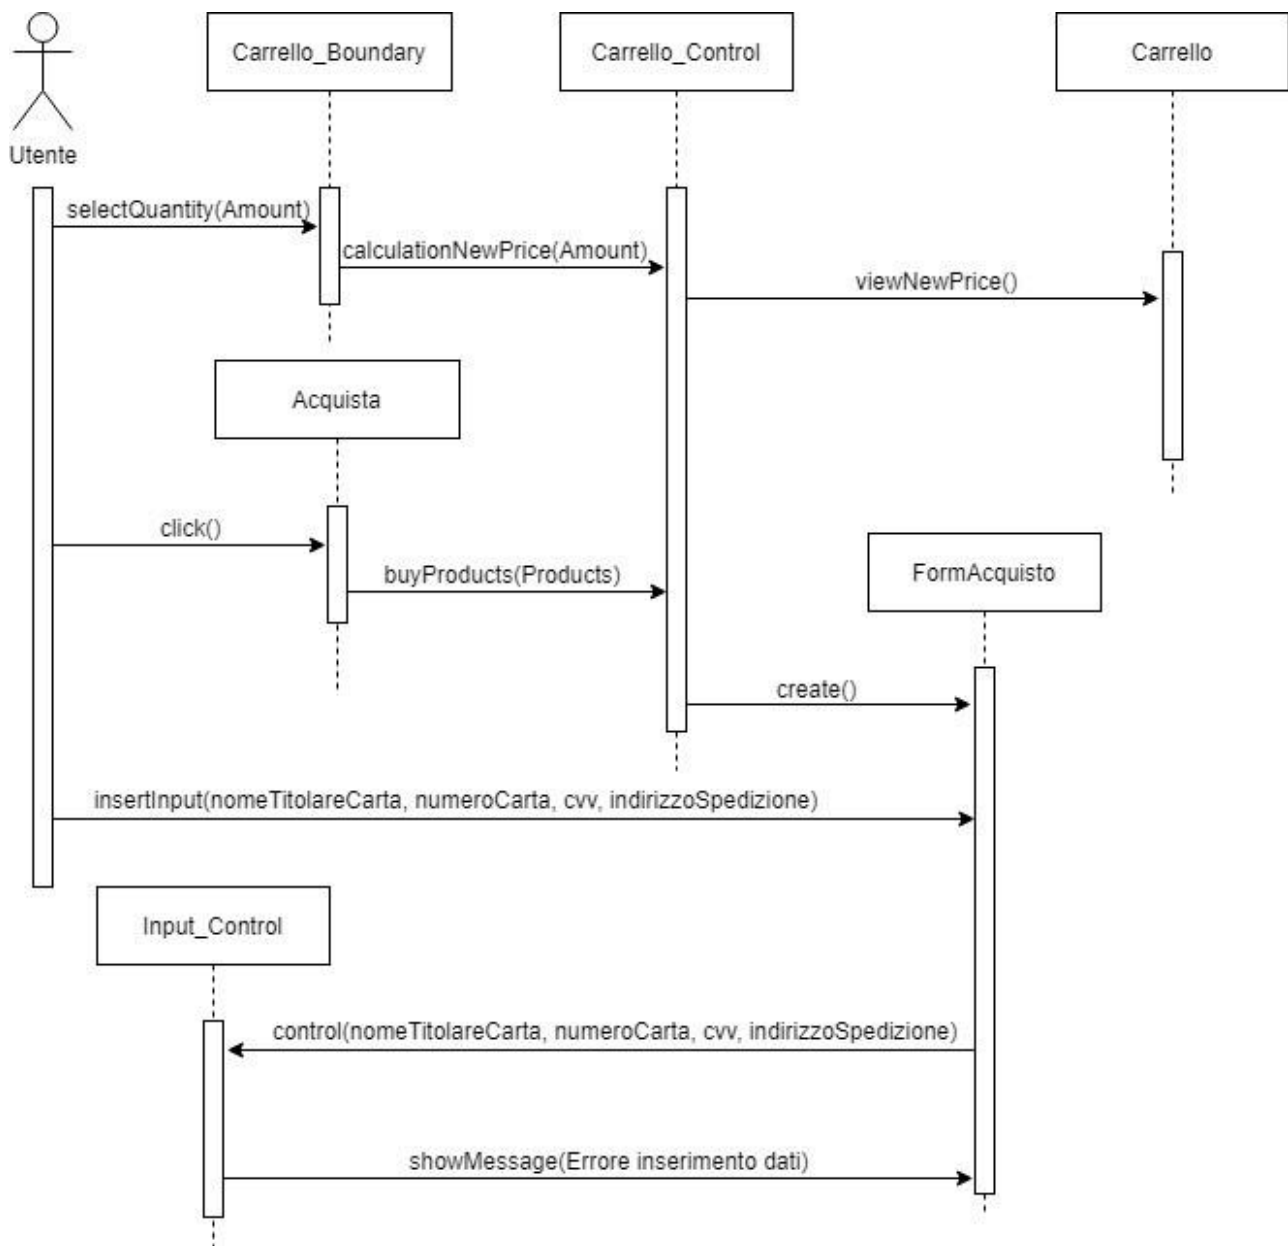 Carrello_Boundary
Carrello_Control
Carrello
Utente
selectQuantity(Amount)
calculationNewPrice(Amount)
viewNewPrice()
Acquista
click()
buyProducts(Products)
FormAcquisto
create()
insertInput(nomeTitolareCarta, numeroCarta, cvv, indirizzoSpedizione)
Input_Control
control(nomeTitolareCarta, numeroCarta, cvv, indirizzoSpedizione)
showMessage(Errore inserimento dati)